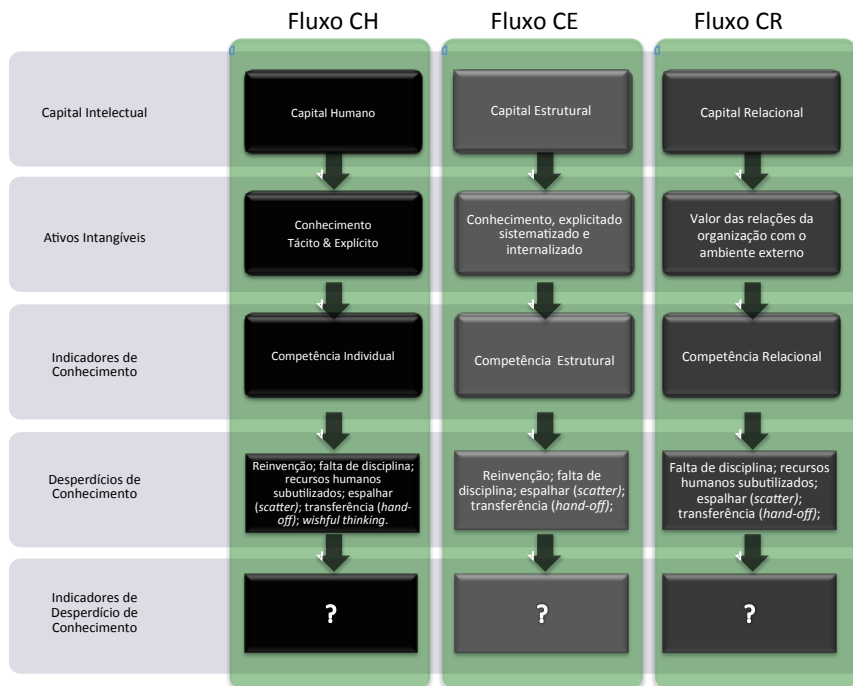 Fluxo CH
Fluxo CE
Fluxo CR
Capital Intelectual
Capital Humano
Capital Estrutural
Capital Relacional
Ativos Intangíveis
Conhecimento
Tácito & Explícito
Conhecimento, explicitado
sistematizado e
internalizado
Valor das relações da
organização com o
ambiente externo
Indicadores de
Conhecimento
Competência Individual
Competência Estrutural
Competência Relacional
Desperdícios de
Conhecimento
Reinvenção; falta de disciplina;
recursos humanos
subutilizados; espalhar
(scatter); transferência (hand-
off); wishful thinking.
Reinvenção; falta de
disciplina; espalhar (scatter);
transferência (hand-off);
Falta de disciplina; recursos
humanos subutilizados;
espalhar (scatter);
transferência (hand-off);
Indicadores de
Desperdício de
Conhecimento
?
?
?